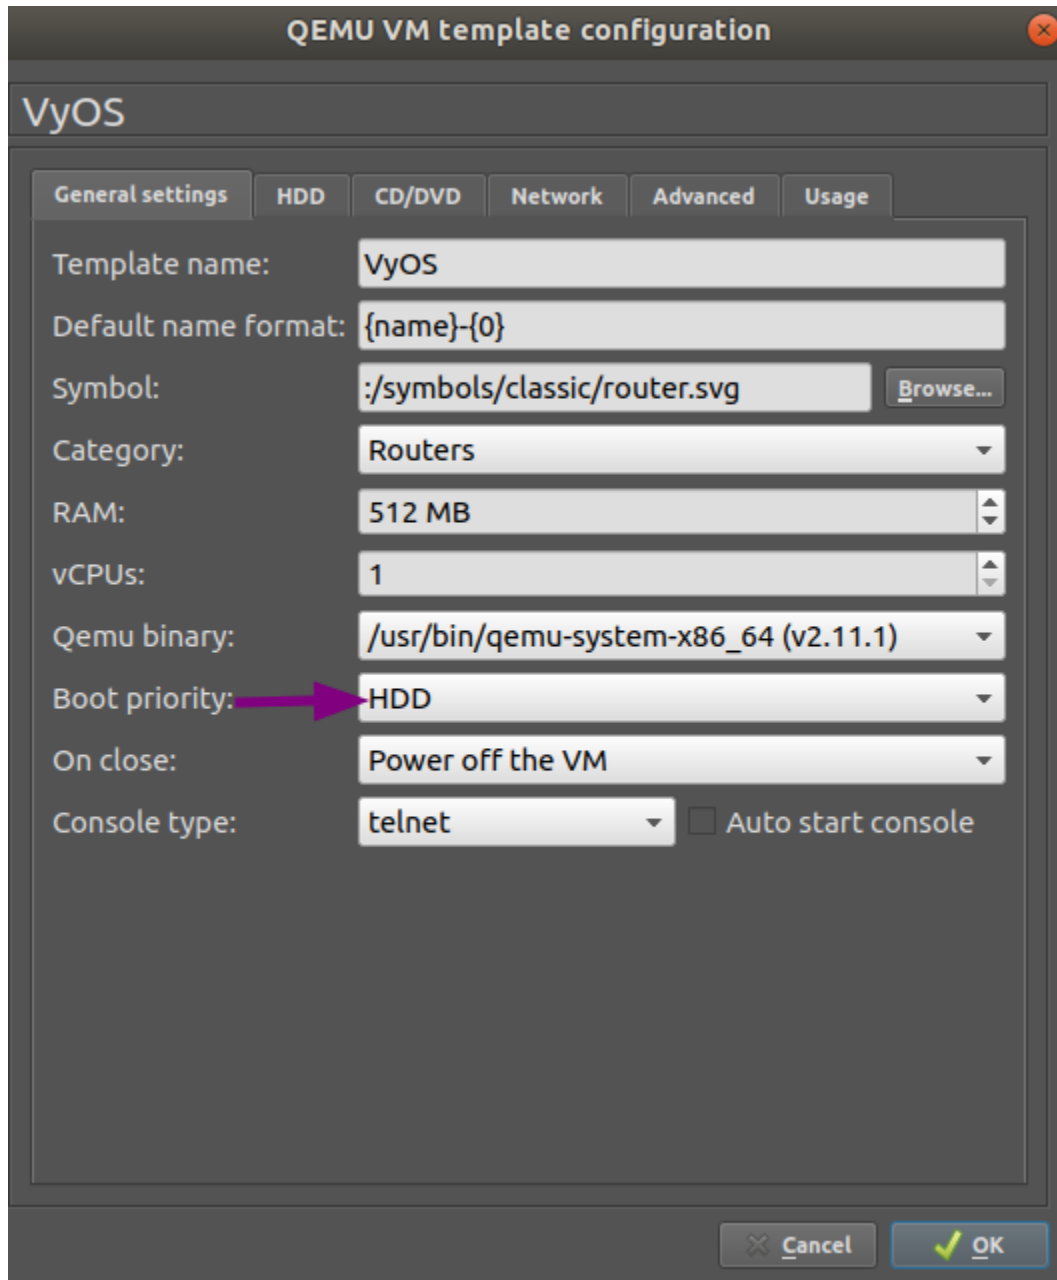 QEMU VM template configuration
VyOS
General settings HDD CD/DVD Network Advanced Usage
Template name: VyOS
Default name format: {name}-{0}
Symbol: :/symbols/classic/router.svg Browse...
Category: Routers
RAM: 512 MB
vCPUs: 1
Qemu binary: /usr/bin/qemu-system-x86_64 (v2.11.1)
Boot priority: HDD
On close: Power off the VM
Console type: telnet Auto start console
Cancel OK